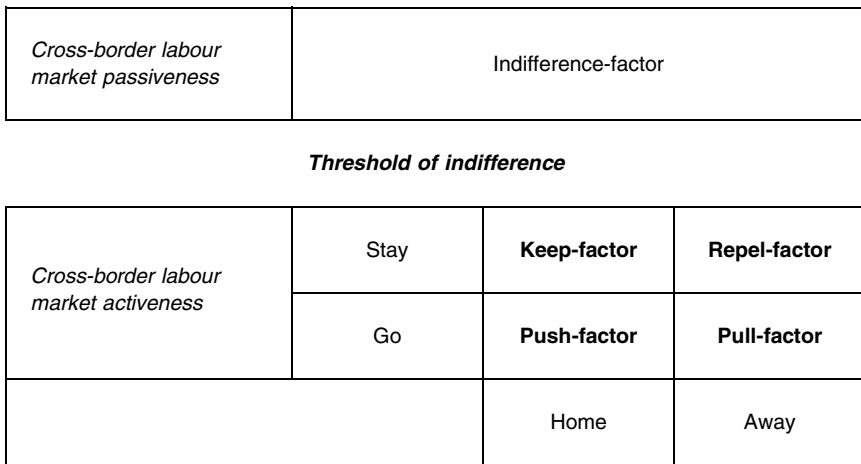 Cross-border labour
market passiveness
Indifference-factor
Threshold of indifference
Cross-border labour
market activeness
Stay
Keep-factor
Repel-factor
Go
Push-factor
Pull-factor
Home
Away